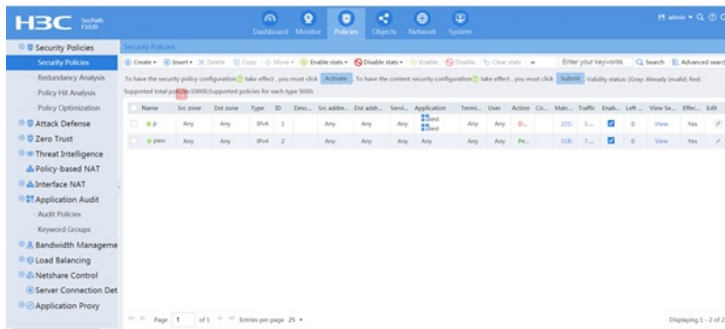 H3C SecPath F1020
Dashboard Monitor Policies Objects Network System
admin
Security Policies
Security Policies
Redundancy Analysis
Policy Hit Analysis
Policy Optimization
Attack Defense
Zero Trust
Threat Intelligence
Policy-based NAT
Interface NAT
Application Audit
Audit Policies
Keyword Groups
Bandwidth Manageme
Load Balancing
Netshare Control
Server Connection Det
Application Proxy
Security Policies
Create Insert Delete Copy Move Enable stats Disable stats Enable Disable Clear stats Enter your keywords Search Advanced searc
To have the security policy configuration take effect , you must click Activate To have the content security configuration take effect , you must click Submit Validity status: (Gray: Already invalid; Red:
Supported total policies:10000;Supported policies for each type 5000.
Name Src zone Dst zone Type ID Desc... Src addre... Dst addr... Servi... Application Termi... User Action Co... Matc... Traffic Enab... Left ... View Se... Effec... Edit
p Any Any IPv4 1 Any Any Any test test Any Any D... 0 View Yes
pass Any Any IPv4 2 Any Any Any Any Any Any Pe... 0 View Yes
Page 1 of 1 Entries per page 25
Displaying 1 - 2 of 2